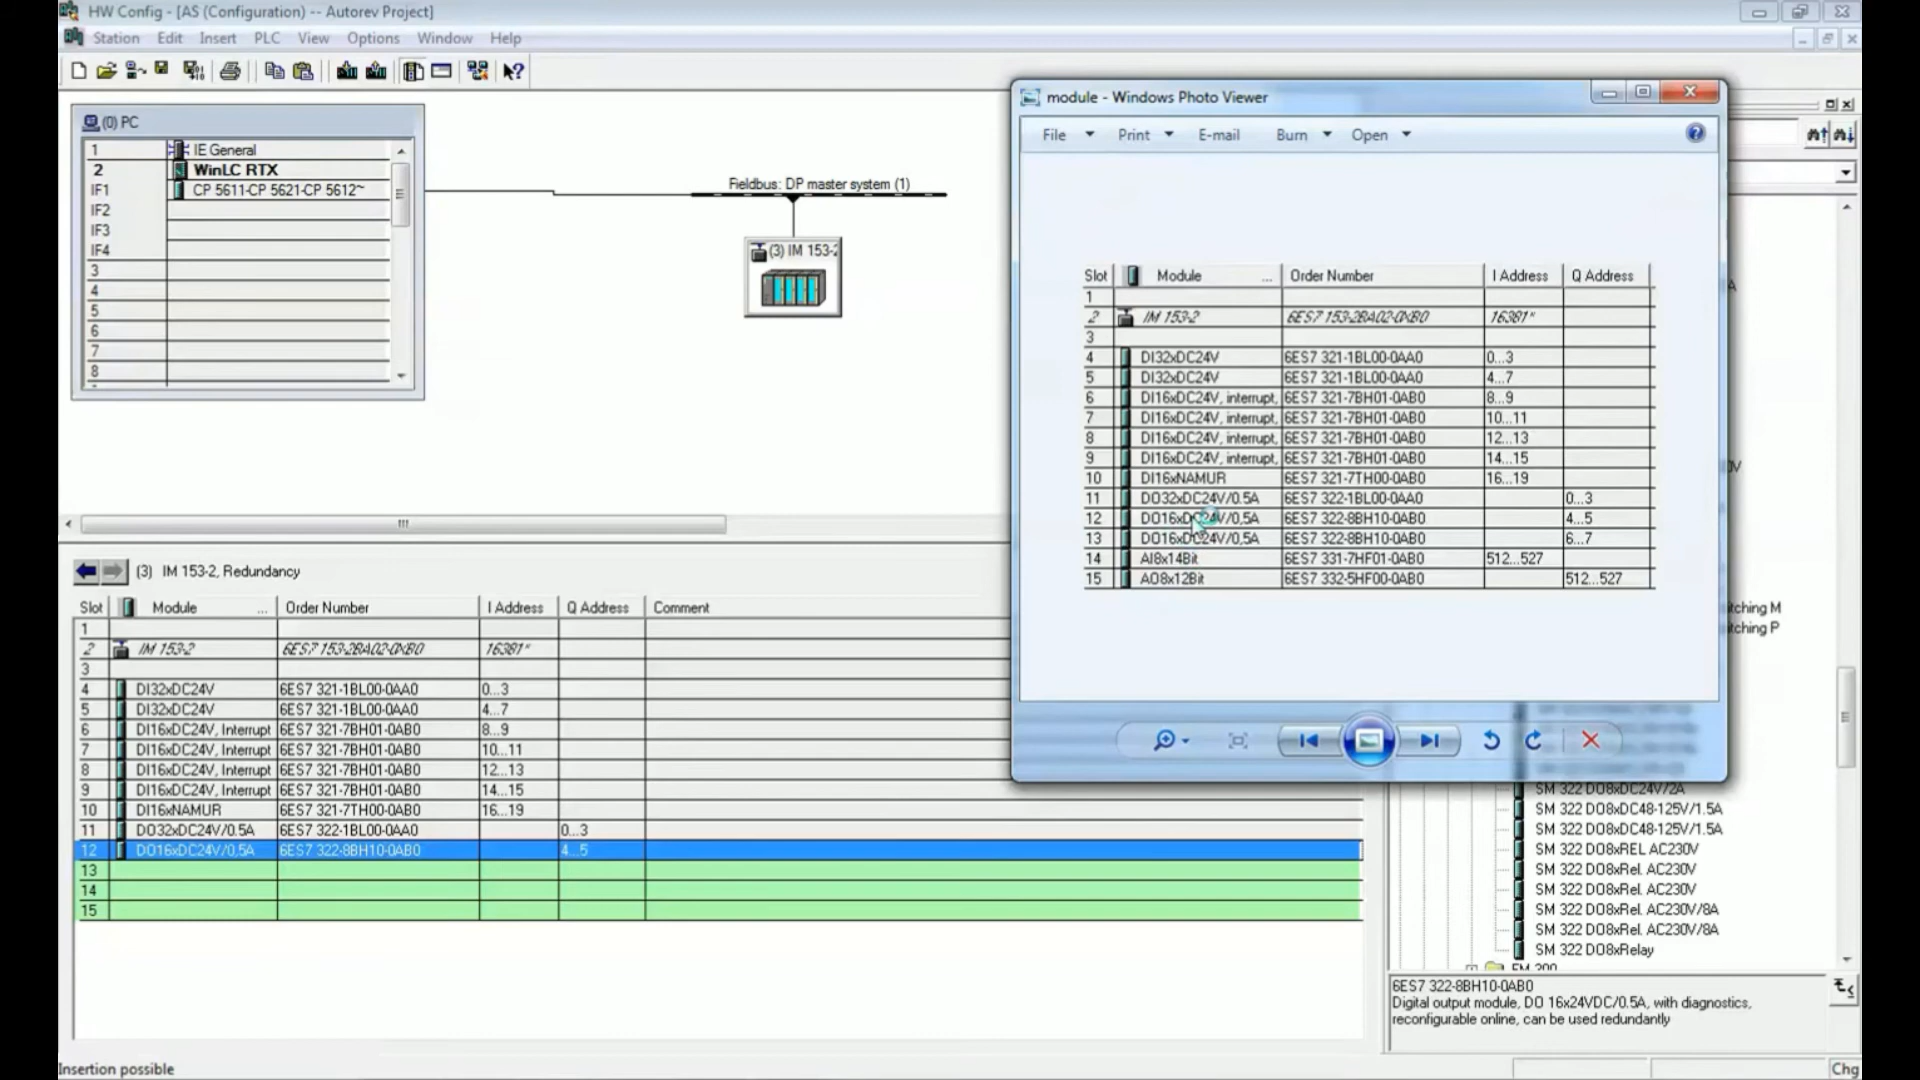 HW Config - [AS (Configuration) -- Autorev Project]
Station Edit Insert PLC View Options Window Help
(0) PC
1 IE General
2 WinLC RTX
IF1 CP 5611-CP 5621-CP 5612~
IF2
IF3
IF4
3
4
5
6
7
8
Fieldbus: DP master system (1)
(3) IM 153-2
module - Windows Photo Viewer
File Print E-mail Burn Open
Slot Module ... Order Number I Address Q Address
1
2 IM 153-2 6ES7 153-2BA02-0XB0 16381*
3
4 DI32xDC24V 6ES7 321-1BL00-0AA0 0...3
5 DI32xDC24V 6ES7 321-1BL00-0AA0 4...7
6 DI16xDC24V, interrupt, 6ES7 321-7BH01-0AB0 8...9
7 DI16xDC24V, interrupt, 6ES7 321-7BH01-0AB0 10...11
8 DI16xDC24V, interrupt, 6ES7 321-7BH01-0AB0 12...13
9 DI16xDC24V, interrupt, 6ES7 321-7BH01-0AB0 14...15
10 DI16xNAMUR 6ES7 321-7TH00-0AB0 16...19
11 DO32xDC24V/0.5A 6ES7 322-1BL00-0AA0 0...3
12 DO16xDC24V/0,5A 6ES7 322-8BH10-0AB0 4...5
13 DO16xDC24V/0,5A 6ES7 322-8BH10-0AB0 6...7
14 AI8x14Bit 6ES7 331-7HF01-0AB0 512...527
15 AO8x12Bit 6ES7 332-5HF00-0AB0 512...527
(3) IM 153-2, Redundancy
Slot Module ... Order Number I Address Q Address Comment
1
2 IM 153-2 6ES7 153-2BA02-0XB0 16381*
3
4 DI32xDC24V 6ES7 321-1BL00-0AA0 0...3
5 DI32xDC24V 6ES7 321-1BL00-0AA0 4...7
6 DI16xDC24V, Interrupt 6ES7 321-7BH01-0AB0 8...9
7 DI16xDC24V, Interrupt 6ES7 321-7BH01-0AB0 10...11
8 DI16xDC24V, Interrupt 6ES7 321-7BH01-0AB0 12...13
9 DI16xDC24V, Interrupt 6ES7 321-7BH01-0AB0 14...15
10 DI16xNAMUR 6ES7 321-7TH00-0AB0 16...19
11 DO32xDC24V/0.5A 6ES7 322-1BL00-0AA0 0...3
12 DO16xDC24V/0,5A 6ES7 322-8BH10-0AB0 4...5
13
14
15
tching M
itching P
SM 322 DO8xDC24V/2A
SM 322 DO8xDC48-125V/1.5A
SM 322 DO8xDC48-125V/1.5A
SM 322 DO8xREL AC230V
SM 322 DO8xRel. AC230V
SM 322 DO8xRel. AC230V
SM 322 DO8xRel. AC230V/8A
SM 322 DO8xRel. AC230V/8A
SM 322 DO8xRelay
FM 300
6ES7 322-8BH10-0AB0
Digital output module, DO 16x24VDC/0.5A, with diagnostics,
reconfigurable online, can be used redundantly
Insertion possible
Chg